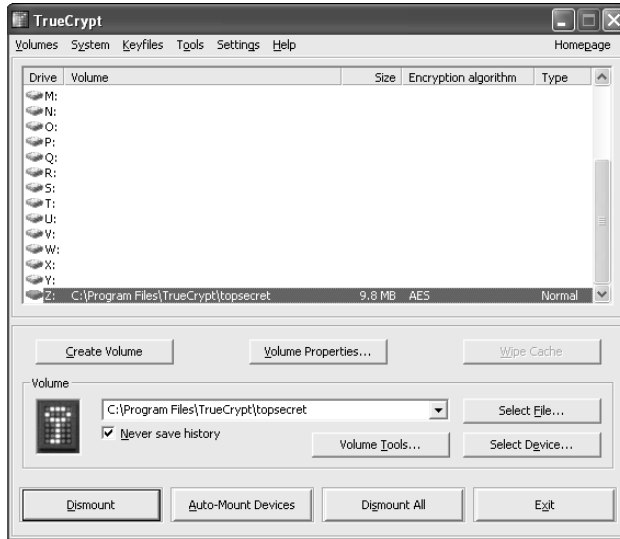 TrueCrypt
Volumes System Keyfiles Tools Settings Help Homepage
Drive Volume Size Encryption algorithm Type
M:
N:
O:
P:
Q:
R:
S:
T:
U:
V:
W:
X:
Y:
Z: C:\Program Files\TrueCrypt\topsecret 9.8 MB AES Normal
Create Volume Volume Properties... Wipe Cache
Volume
C:\Program Files\TrueCrypt\topsecret Select File...
Never save history
Volume Tools... Select Device...
Dismount Auto-Mount Devices Dismount All Exit